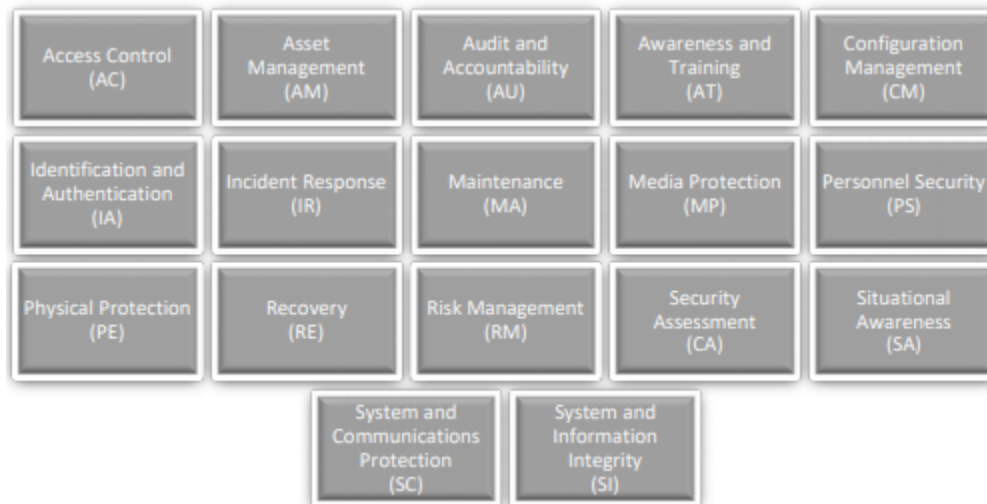 Access Control
(AC)
Asset
Management
(AM)
Audit and
Accountability
(AU)
Awareness and
Training
(AT)
Configuration
Management
(CM)
Identification and
Authentication
(IA)
Incident Response
(IR)
Maintenance
(MA)
Media Protection
(MP)
Personnel Security
(PS)
Physical Protection
(PE)
Recovery
(RE)
Risk Management
(RM)
Security
Assessment
(CA)
Situational
Awareness
(SA)
System and
Communications
Protection
(SC)
System and
Information
Integrity
(SI)